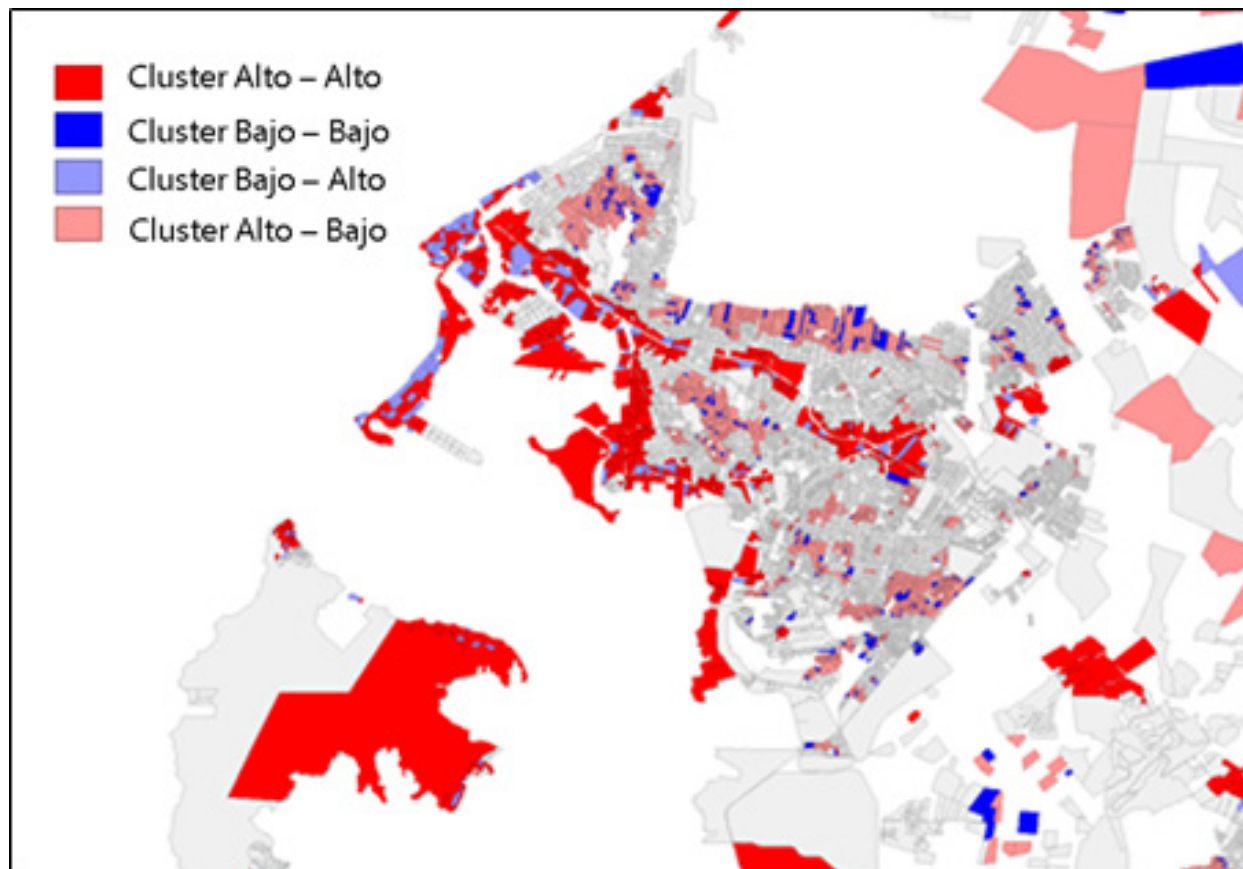 Cluster Alto – Alto
Cluster Bajo – Bajo
Cluster Bajo – Alto
Cluster Alto – Bajo